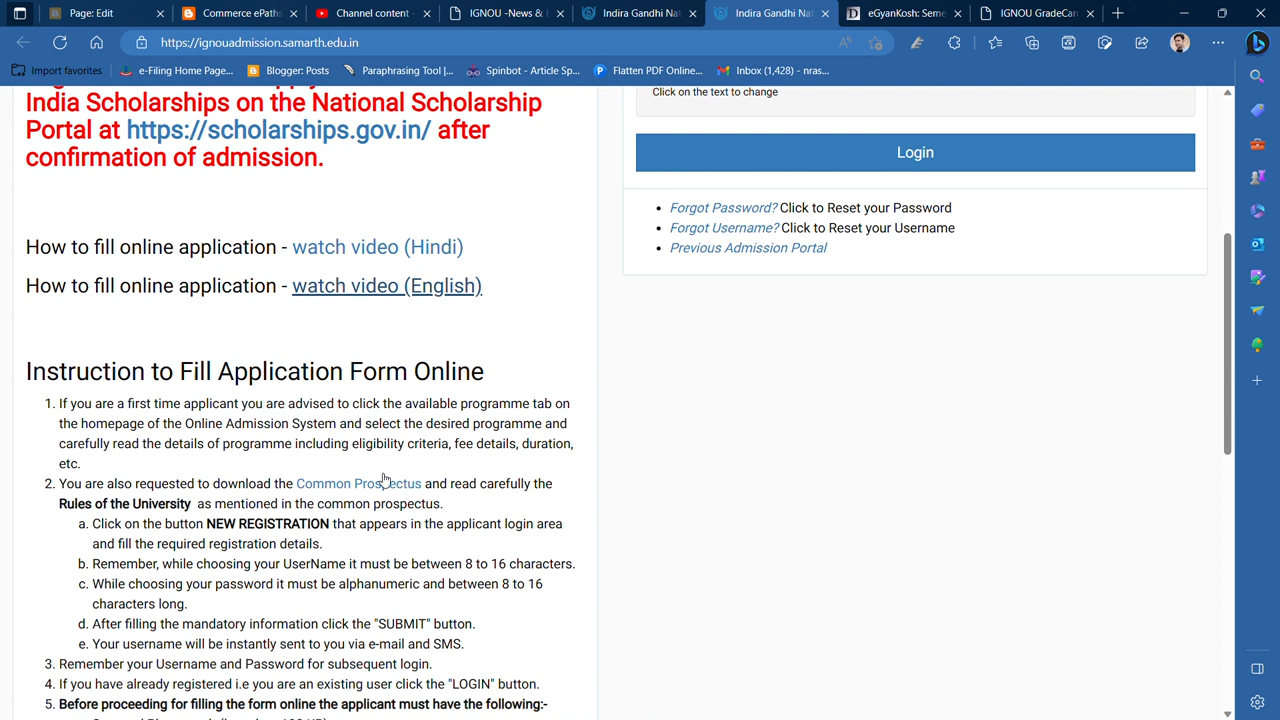 Page: Edit
Commerce ePaths
Channel content -
IGNOU -News & E
Indira Gandhi Na
Indira Gandhi Na
eGyanKosh: Seme
IGNOU GradeCar
https://ignouadmission.samarth.edu.in
Import favorites
e-Filing Home Page...
Blogger: Posts
Paraphrasing Tool |...
Spinbot - Article Sp...
Flatten PDF Online...
Inbox (1,428) - nras...
India Scholarships on the National Scholarship
Portal at https://scholarships.gov.in/ after
confirmation of admission.
How to fill online application - watch video (Hindi)
How to fill online application - watch video (English)
Instruction to Fill Application Form Online
1. If you are a first time applicant you are advised to click the available programme tab on
the homepage of the Online Admission System and select the desired programme and
carefully read the details of programme including eligibility criteria, fee details, duration,
etc.
2. You are also requested to download the Common Prospectus and read carefully the
Rules of the University as mentioned in the common prospectus.
a. Click on the button NEW REGISTRATION that appears in the applicant login area
and fill the required registration details.
b. Remember, while choosing your UserName it must be between 8 to 16 characters.
c. While choosing your password it must be alphanumeric and between 8 to 16
characters long.
d. After filling the mandatory information click the "SUBMIT" button.
e. Your username will be instantly sent to you via e-mail and SMS.
3. Remember your Username and Password for subsequent login.
4. If you have already registered i.e you are an existing user click the "LOGIN" button.
5. Before proceeding for filling the form online the applicant must have the following:-
Click on the text to change
Login
Forgot Password? Click to Reset your Password
Forgot Username? Click to Reset your Username
Previous Admission Portal